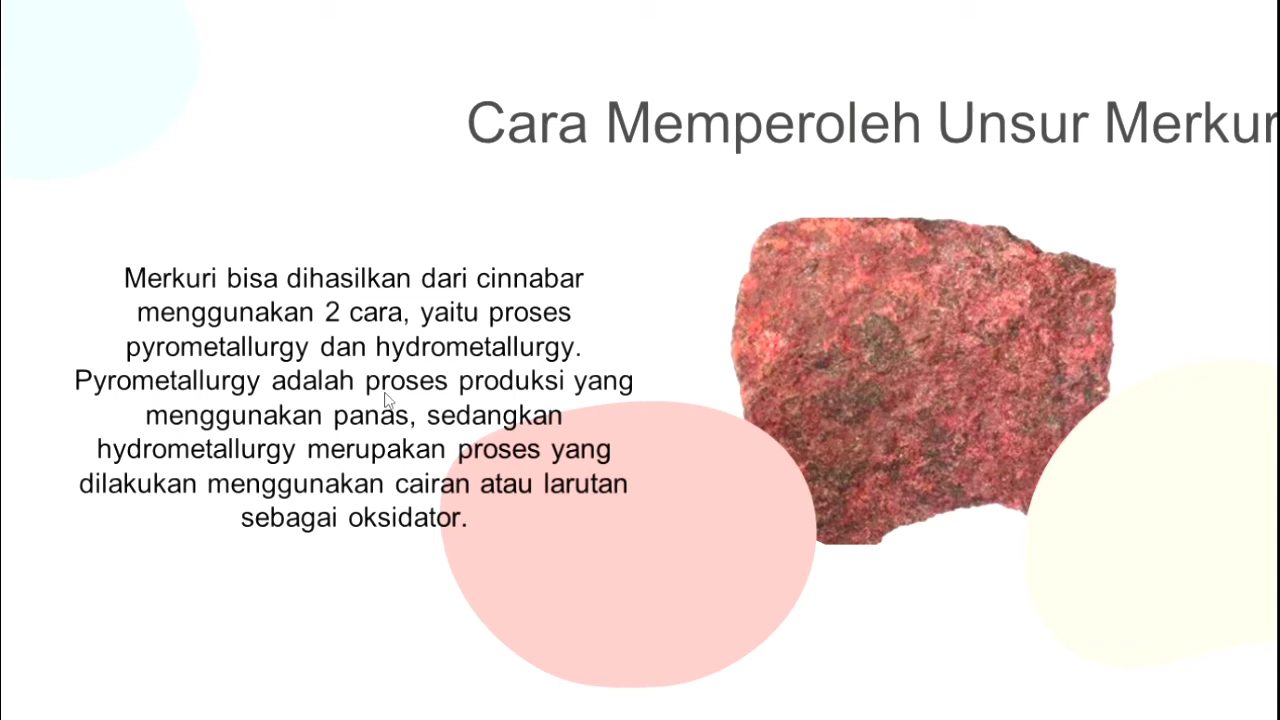 Cara Memperoleh Unsur Merkur
Merkuri bisa dihasilkan dari cinnabar
menggunakan 2 cara, yaitu proses
pyrometallurgy dan hydrometallurgy.
Pyrometallurgy adalah proses produksi yang
menggunakan panas, sedangkan
hydrometallurgy merupakan proses yang
dilakukan menggunakan cairan atau larutan
sebagai oksidator.